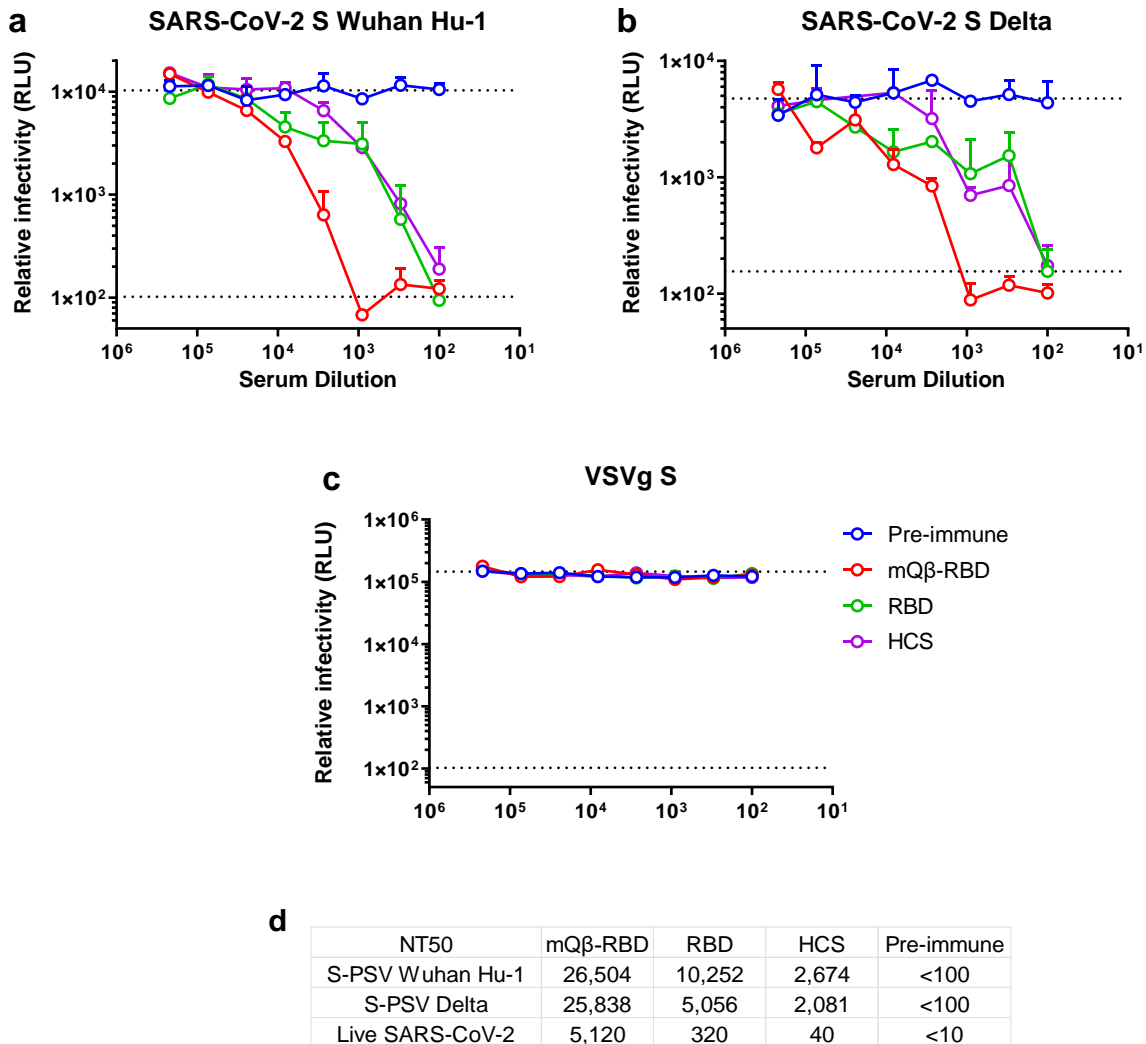 a
SARS-CoV-2 S Wuhan Hu-1
Relative infectivity (RLU)
1×10⁴
1×10³
1×10²
10⁶ 10⁵ 10⁴ 10³ 10² 10¹
Serum Dilution
b
SARS-CoV-2 S Delta
Relative infectivity (RLU)
1×10⁴
1×10³
1×10²
10⁶ 10⁵ 10⁴ 10³ 10² 10¹
Serum Dilution
c
VSVg S
Relative infectivity (RLU)
1×10⁶
1×10⁵
1×10⁴
1×10³
1×10²
10⁶ 10⁵ 10⁴ 10³ 10² 10¹
Pre-immune
mQβ-RBD
RBD
HCS
d
NT50 mQβ-RBD RBD HCS Pre-immune
S-PSV Wuhan Hu-1 26,504 10,252 2,674 <100
S-PSV Delta 25,838 5,056 2,081 <100
Live SARS-CoV-2 5,120 320 40 <10